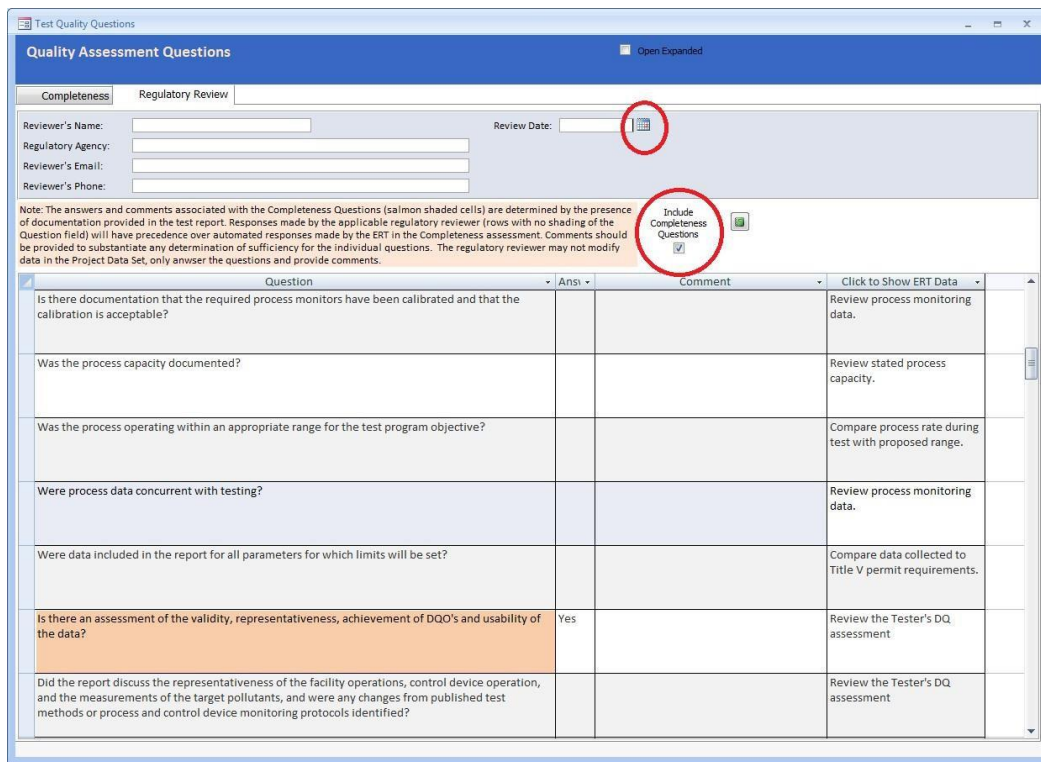 Test Quality Questions
Quality Assessment Questions
Open Expanded
Completeness
Regulatory Review
Reviewer's Name:
Review Date:
Regulatory Agency:
Reviewer's Email:
Reviewer's Phone:
Note: The answers and comments associated with the Completeness Questions (salmon shaded cells) are determined by the presence
of documentation provided in the test report. Responses made by the applicable regulatory reviewer (rows with no shading of the
Question field) will have precedence over automated responses made by the ERT in the Completeness assessment. Comments should
be provided to substantiate any determination of sufficiency for the individual questions. The regulatory reviewer may not modify
data in the Project Data Set, only anwser the questions and provide comments.
Include
Completeness
Questions
Question Ansv Comment Click to Show ERT Data
Is there documentation that the required process monitors have been calibrated and that the
calibration is acceptable?
Review process monitoring
data.
Was the process capacity documented?
Review stated process
capacity.
Was the process operating within an appropriate range for the test program objective?
Compare process rate during
test with proposed range.
Were process data concurrent with testing?
Review process monitoring
data.
Were data included in the report for all parameters for which limits will be set?
Compare data collected to
Title V permit requirements.
Is there an assessment of the validity, representativeness, achievement of DQO's and usability of
the data?
Yes
Review the Tester's DQ
assessment
Did the report discuss the representativeness of the facility operations, control device operation,
and the measurements of the target pollutants, and were any changes from published test
methods or process and control device monitoring protocols identified?
Review the Tester's DQ
assessment